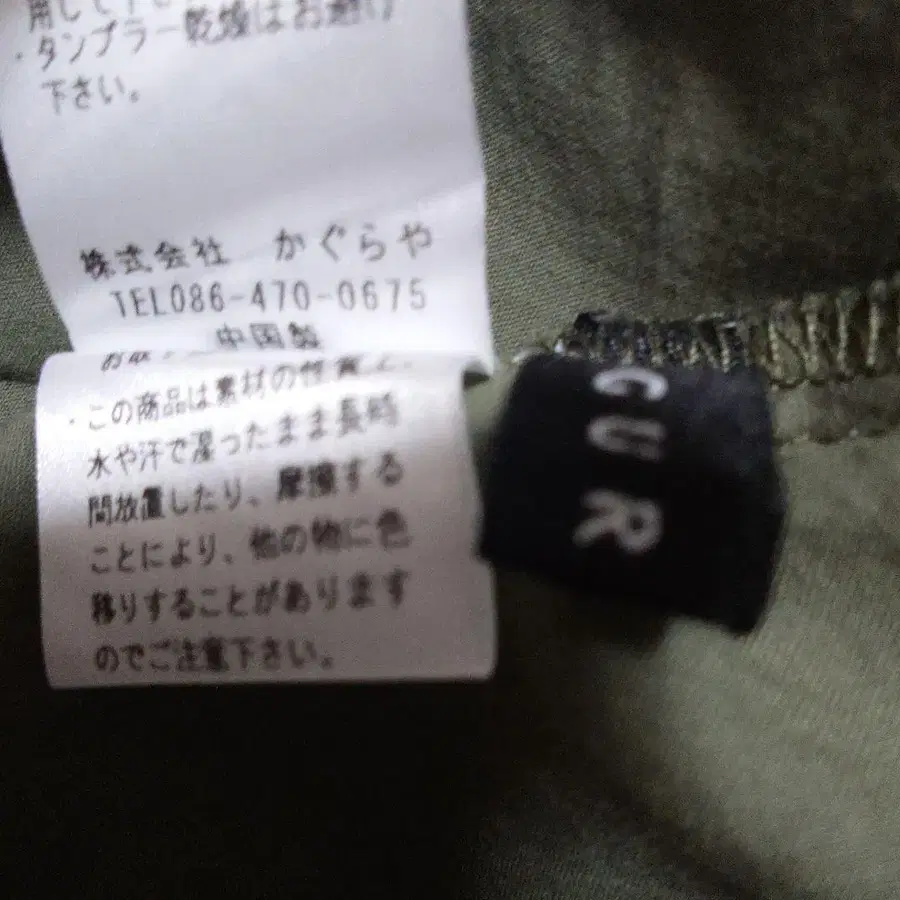 用して下さ
・タンブラー乾燥はお避け
下さい。
株式会社 かぐらや
TEL086-470-0675
中国製
・この商品は素材の性質上、
水や汗で湿ったまま長時
間放置したり、摩擦する
ことにより、他の物に色
移りすることがあります
のでご注意下さい。
GUR